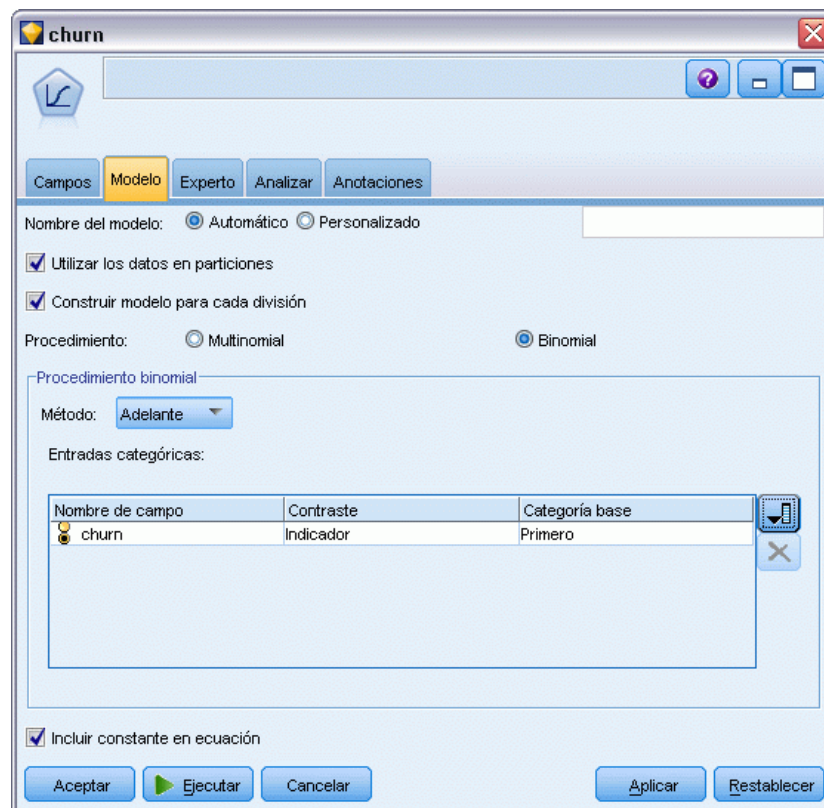 churn
Campos Modelo Experto Analizar Anotaciones
Nombre del modelo: Automático Personalizado
Utilizar los datos en particiones
Construir modelo para cada división
Procedimiento: Multinomial Binomial
Procedimiento binomial
Método: Adelante
Entradas categóricas:
Nombre de campo Contraste Categoría base
churn Indicador Primero
Incluir constante en ecuación
Aceptar Ejecutar Cancelar Aplicar Restablecer